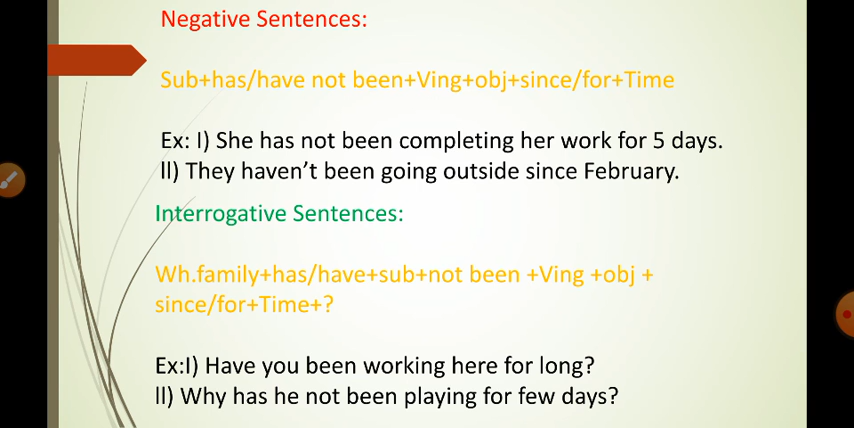 Negative Sentences:
Sub+has/have not been+Ving+obj+since/for+Time
Ex: I) She has not been completing her work for 5 days.
ll) They haven’t been going outside since February.
Interrogative Sentences:
Wh.family+has/have+sub+not been +Ving +obj +
since/for+Time+?
Ex:I) Have you been working here for long?
ll) Why has he not been playing for few days?